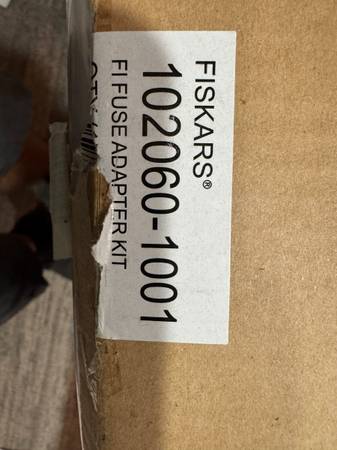 FISKARS®
102060-1001
FI FUSE ADAPTER KIT